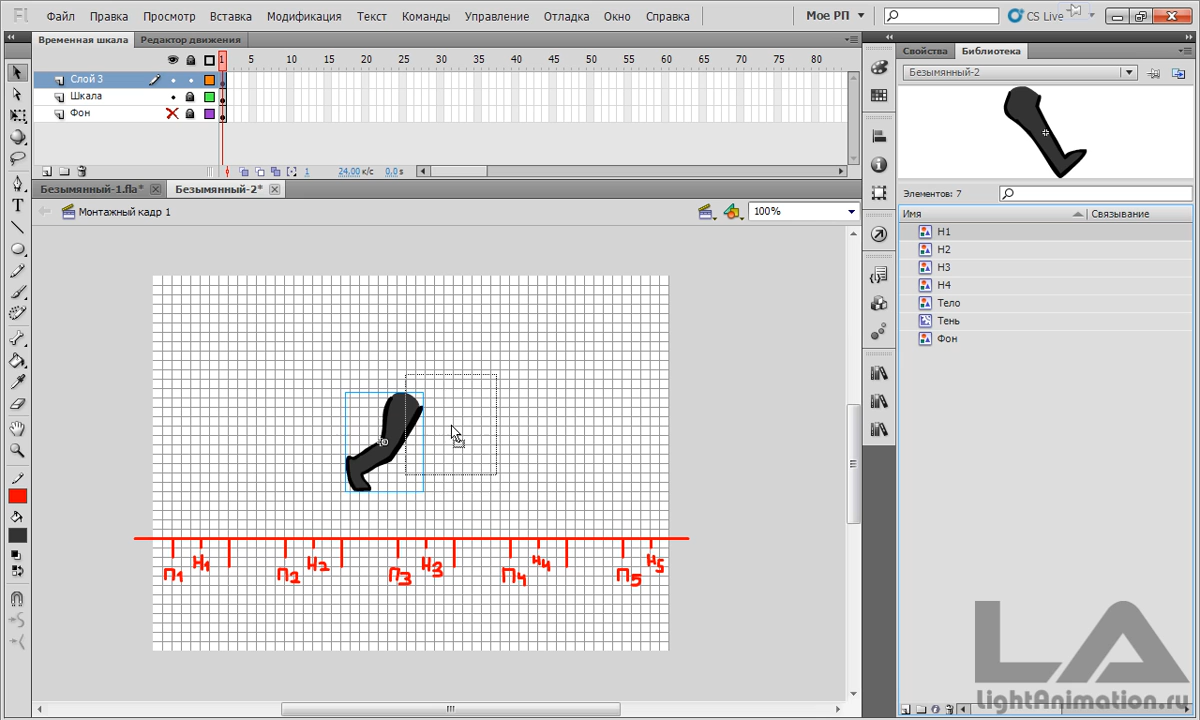 Fl Файл Правка Просмотр Вставка Модификация Текст Команды Управление Отладка Окно Справка Мое РП CS Live
Временная шкала Редактор движения
1 5 10 15 20 25 30 35 40 45 50 55 60 65 70 75 80
Слой 3
Шкала
Фон
1 24,00 к/с 0,0 s
Безымянный-1.fla* Безымянный-2*
Монтажный кадр 1 100%
П1 Н1 П2 Н2 П3 Н3 П4 Н4 П5 Н5
Свойства Библиотека
Безымянный-2
Элементов: 7
Имя Связывание
Н1
Н2
Н3
Н4
Тело
Тень
Фон
LA
LightAnimation.ru